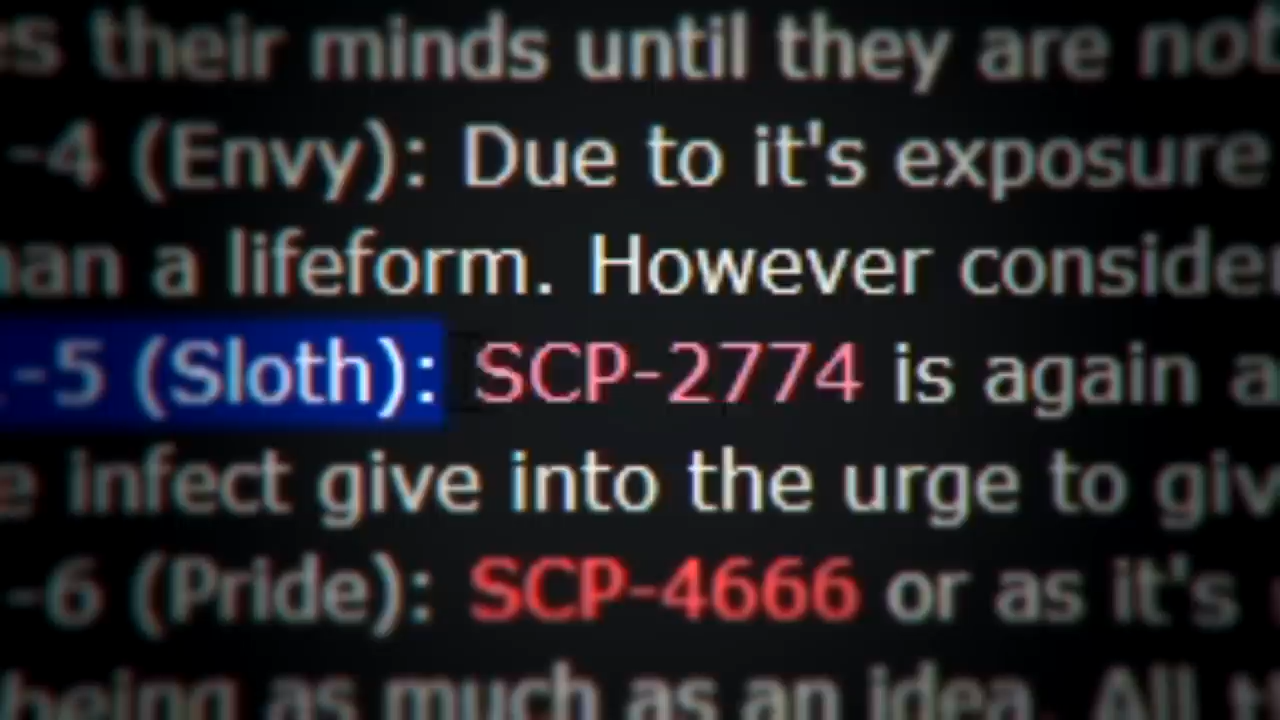 their minds until they are not
-4 (Envy): Due to it's exposure
a lifeform. However consider
-5 (Sloth): SCP-2774 is again a
infect give into the urge to giv
-6 (Pride): SCP-4666 or as it's
being as much as an idea. All t